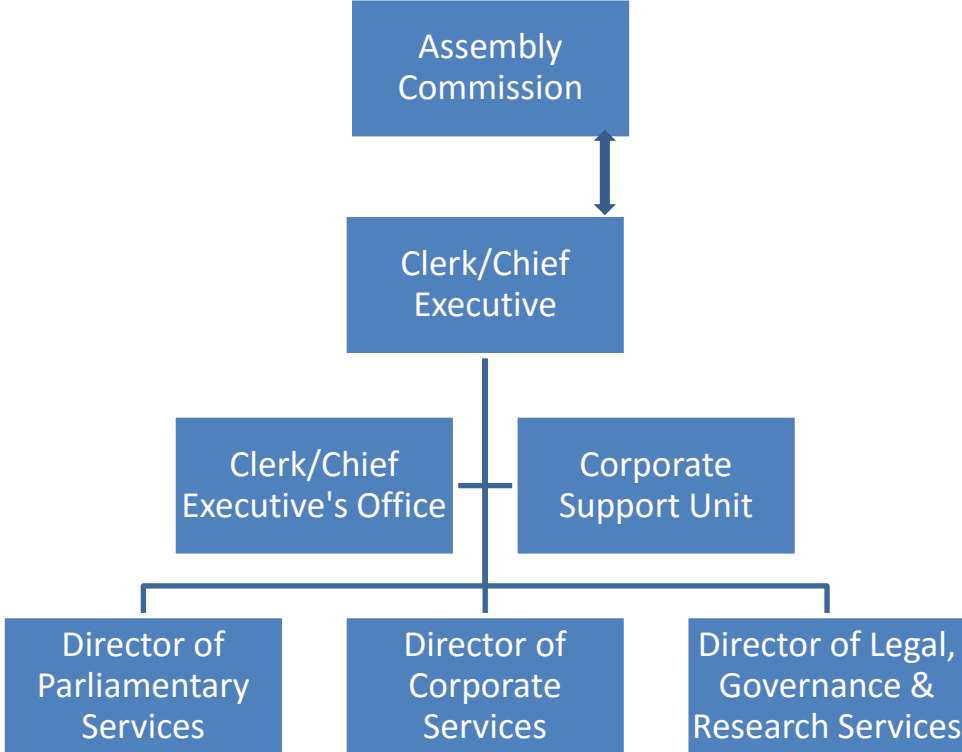 Assembly
Commission
Clerk/Chief
Executive
Clerk/Chief
Executive's Office
Corporate
Support Unit
Director of
Parliamentary
Services
Director of
Corporate
Services
Director of Legal,
Governance &
Research Services